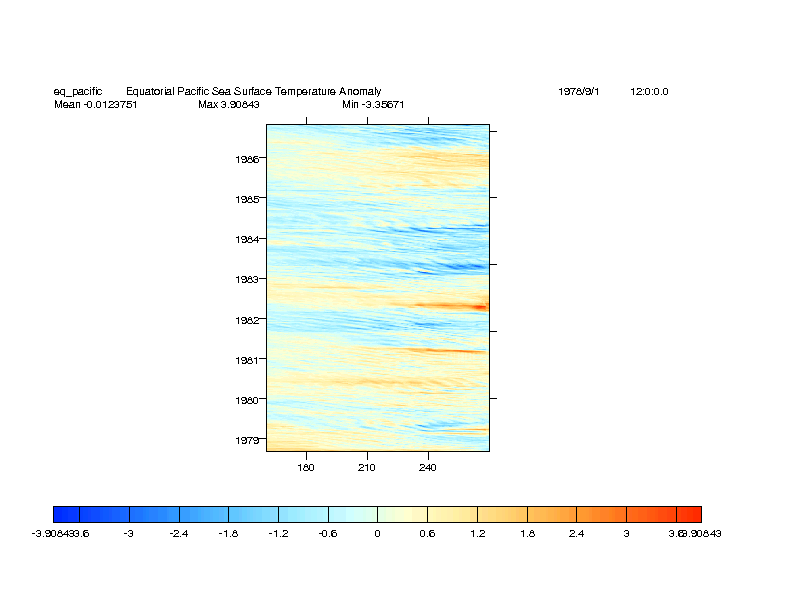 eq_pacific Equatorial Pacific Sea Surface Temperature Anomaly 1978/9/1 12:0:0.0
Mean -0.0123751 Max 3.90843 Min -3.35671
1986
1985
1984
1983
1982
1981
1980
1979
180 210 240
-3.90843 -3.6 -3 -2.4 -1.8 -1.2 -0.6 0 0.6 1.2 1.8 2.4 3 3.6 3.90843